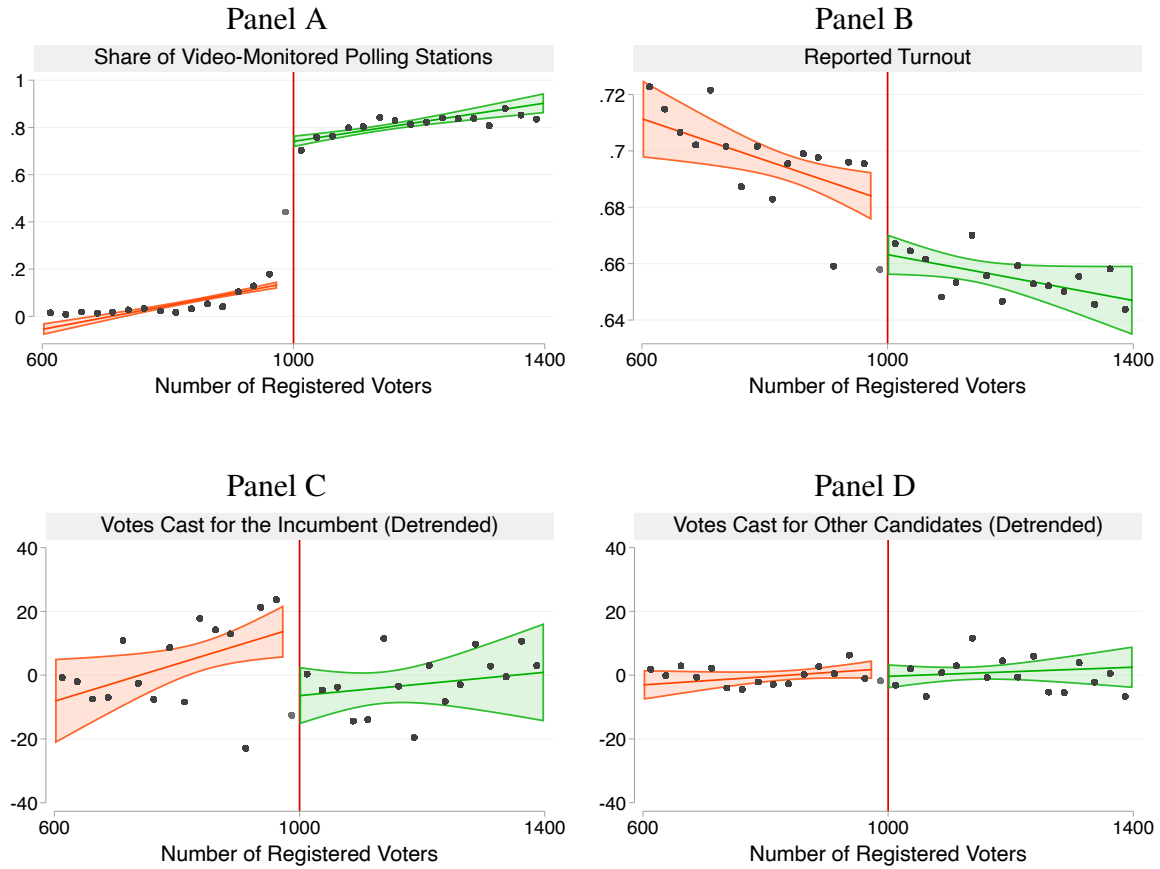 Panel A
Share of Video-Monitored Polling Stations
1
.8
.6
.4
.2
0
600 1000 1400
Number of Registered Voters
Panel B
Reported Turnout
.72
.7
.68
.66
.64
600 1000 1400
Number of Registered Voters
Panel C
Votes Cast for the Incumbent (Detrended)
40
20
0
-20
-40
600 1000 1400
Number of Registered Voters
Panel D
Votes Cast for Other Candidates (Detrended)
40
20
0
-20
-40
600 1000 1400
Number of Registered Voters